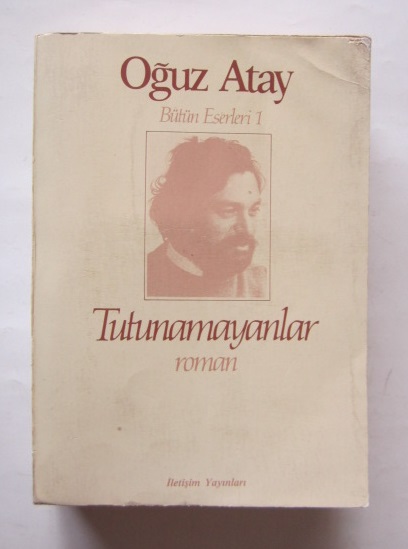 Oğuz Atay
Bütün Eserleri 1
Tutunamayanlar
roman
İletişim Yayınları